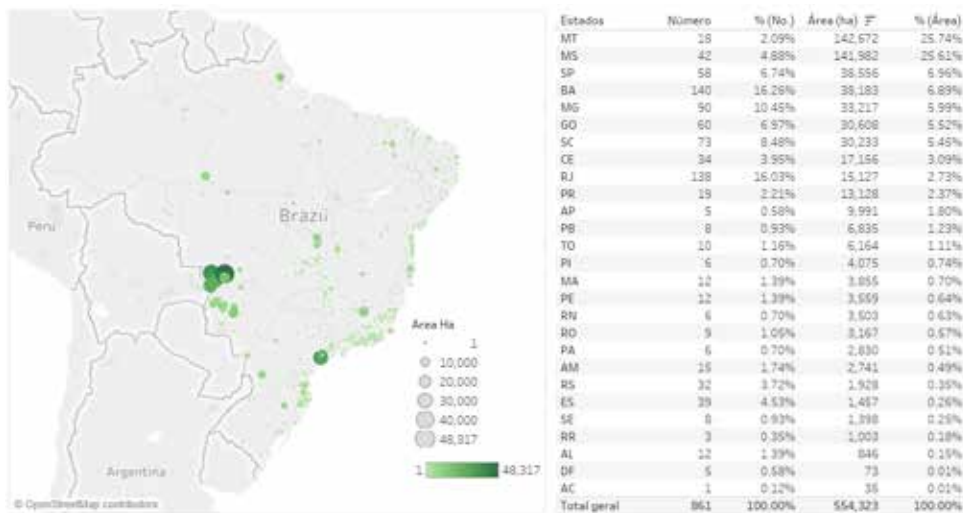 Brazil
Peru
Argentina
© OpenStreetMap contributors
Area Ha
1
10,000
20,000
30,000
40,000
48,317
1 48,317
Estados Número % (No.) Área (ha) % (Área)
MT 18 2.09% 142,672 25.74%
MS 42 4.88% 141,982 25.61%
SP 58 6.74% 38,556 6.96%
BA 140 16.26% 38,183 6.89%
MG 90 10.45% 33,217 5.99%
GO 60 6.97% 30,608 5.52%
SC 73 8.48% 30,233 5.45%
CE 34 3.95% 17,156 3.09%
RJ 138 16.03% 15,127 2.73%
PR 19 2.21% 13,128 2.37%
AP 5 0.58% 9,991 1.80%
PB 8 0.93% 6,835 1.23%
TO 10 1.16% 6,164 1.11%
PI 6 0.70% 4,075 0.74%
MA 12 1.39% 3,855 0.70%
PE 12 1.39% 3,559 0.64%
RN 6 0.70% 3,503 0.63%
RO 9 1.05% 3,167 0.57%
PA 6 0.70% 2,830 0.51%
AM 15 1.74% 2,741 0.49%
RS 32 3.72% 1,928 0.35%
ES 39 4.53% 1,457 0.26%
SE 8 0.93% 1,398 0.25%
RR 3 0.35% 1,003 0.18%
AL 12 1.39% 846 0.15%
DF 5 0.58% 73 0.01%
AC 1 0.12% 35 0.01%
Total geral 861 100.00% 554,323 100.00%